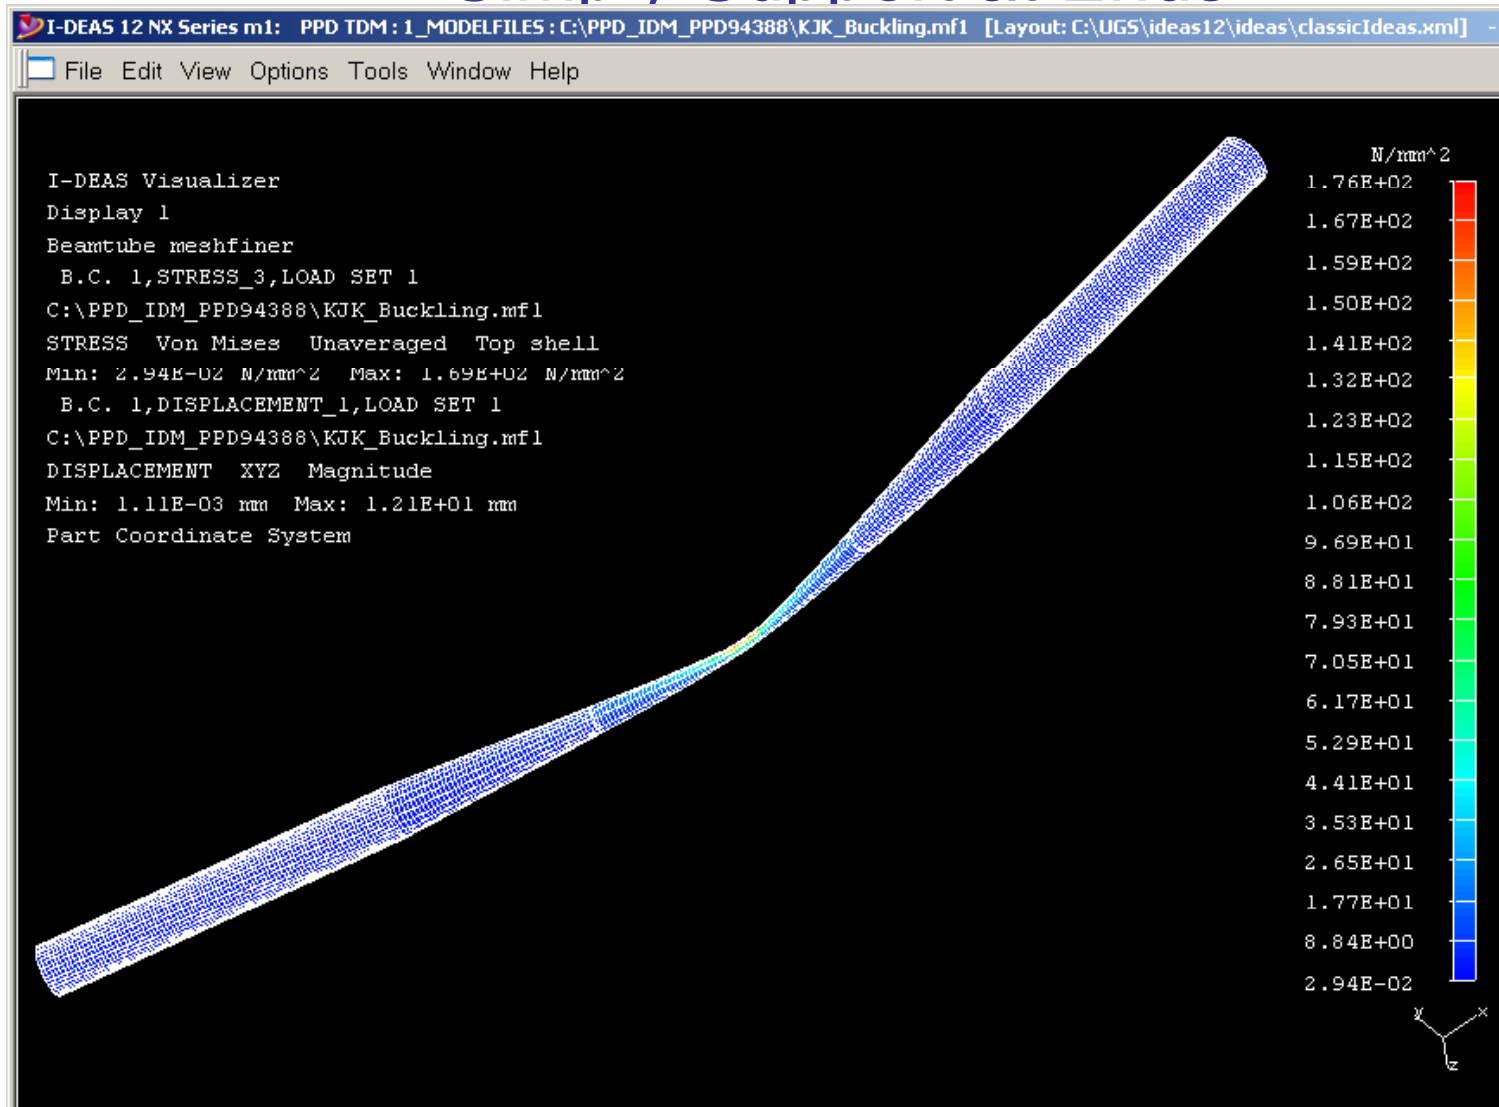 Simply Support at Ends
I-DEAS 12 NX Series m1: PPD TDM : 1_MODELFILES : C:\PPD_IDM_PPD94388\KJK_Buckling.mf1 [Layout: C:\UGS\ideas12\ideas\classicIdeas.xml] -
File Edit View Options Tools Window Help
I-DEAS Visualizer
Display 1
Beamtube meshfiner
B.C. 1,STRESS_3,LOAD SET 1
C:\PPD_IDM_PPD94388\KJK_Buckling.mf1
STRESS Von Mises Unaveraged Top shell
Min: 2.94E-02 N/mm^2 Max: 1.69E+02 N/mm^2
B.C. 1,DISPLACEMENT_1,LOAD SET 1
C:\PPD_IDM_PPD94388\KJK_Buckling.mf1
DISPLACEMENT XYZ Magnitude
Min: 1.11E-03 mm Max: 1.21E+01 mm
Part Coordinate System
N/mm^2
1.76E+02
1.67E+02
1.59E+02
1.50E+02
1.41E+02
1.32E+02
1.23E+02
1.15E+02
1.06E+02
9.69E+01
8.81E+01
7.93E+01
7.05E+01
6.17E+01
5.29E+01
4.41E+01
3.53E+01
2.65E+01
1.77E+01
8.84E+00
2.94E-02
y x
z